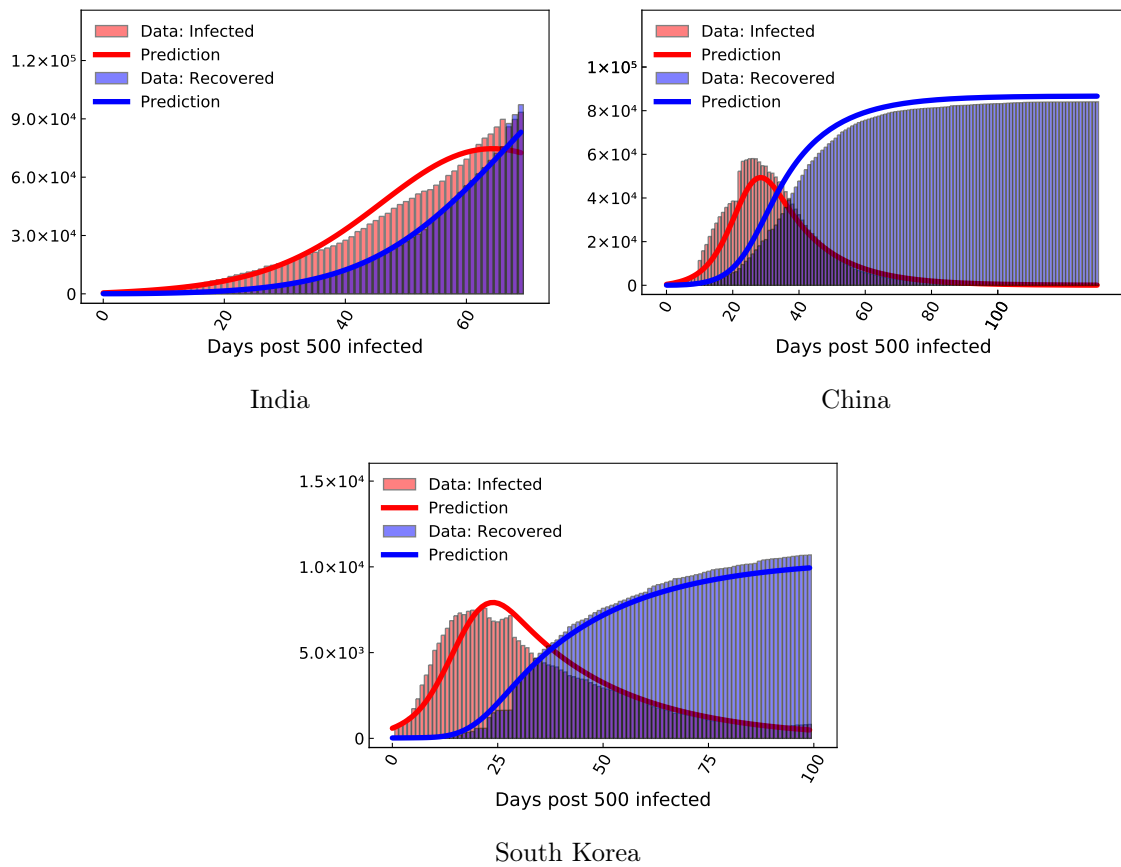 Data: Infected
Prediction
Data: Recovered
Prediction
1.2×10⁵
9.0×10⁴
6.0×10⁴
3.0×10⁴
0
0 20 40 60
Days post 500 infected
India
Data: Infected
Prediction
Data: Recovered
Prediction
1×10⁵
8×10⁴
6×10⁴
4×10⁴
2×10⁴
0
0 20 40 60 80 100
Days post 500 infected
China
Data: Infected
Prediction
Data: Recovered
Prediction
1.5×10⁴
1.0×10⁴
5.0×10³
0
0 25 50 75 100
Days post 500 infected
South Korea